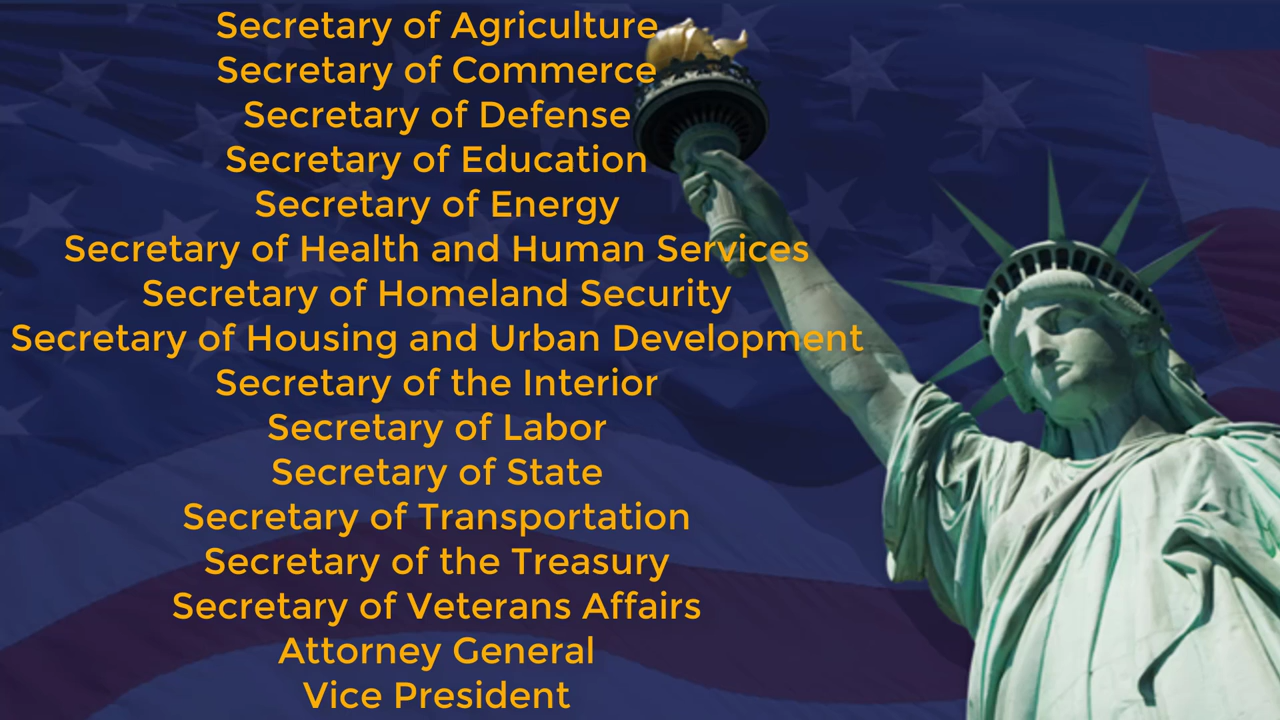 Secretary of Agriculture
Secretary of Commerce
Secretary of Defense
Secretary of Education
Secretary of Energy
Secretary of Health and Human Services
Secretary of Homeland Security
Secretary of Housing and Urban Development
Secretary of the Interior
Secretary of Labor
Secretary of State
Secretary of Transportation
Secretary of the Treasury
Secretary of Veterans Affairs
Attorney General
Vice President